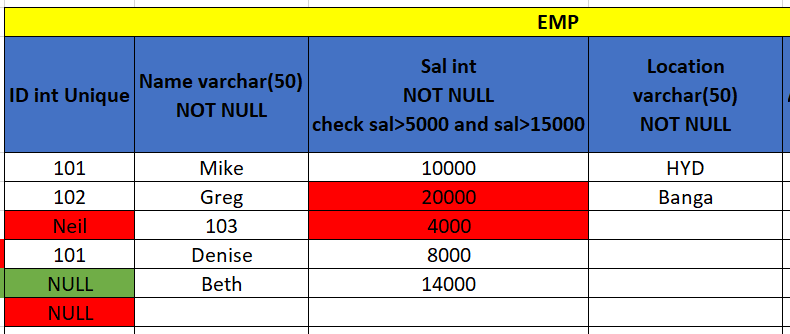 EMP
ID int Unique
Name varchar(50)
NOT NULL
Sal int
NOT NULL
check sal>5000 and sal>15000
Location
varchar(50)
NOT NULL
101 Mike 10000 HYD
102 Greg 20000 Banga
Neil 103 4000
101 Denise 8000
NULL Beth 14000
NULL